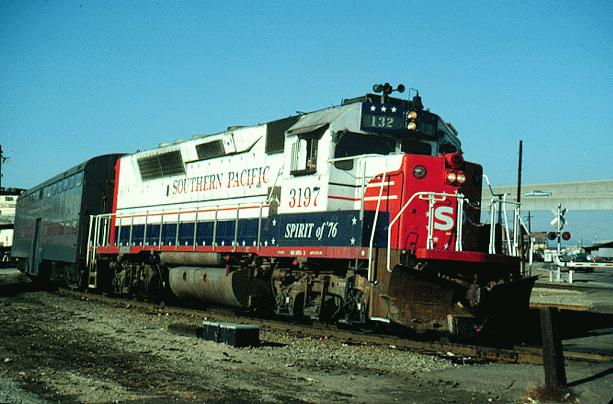 132
SOUTHERN PACIFIC
3197
SPIRIT of '76
S